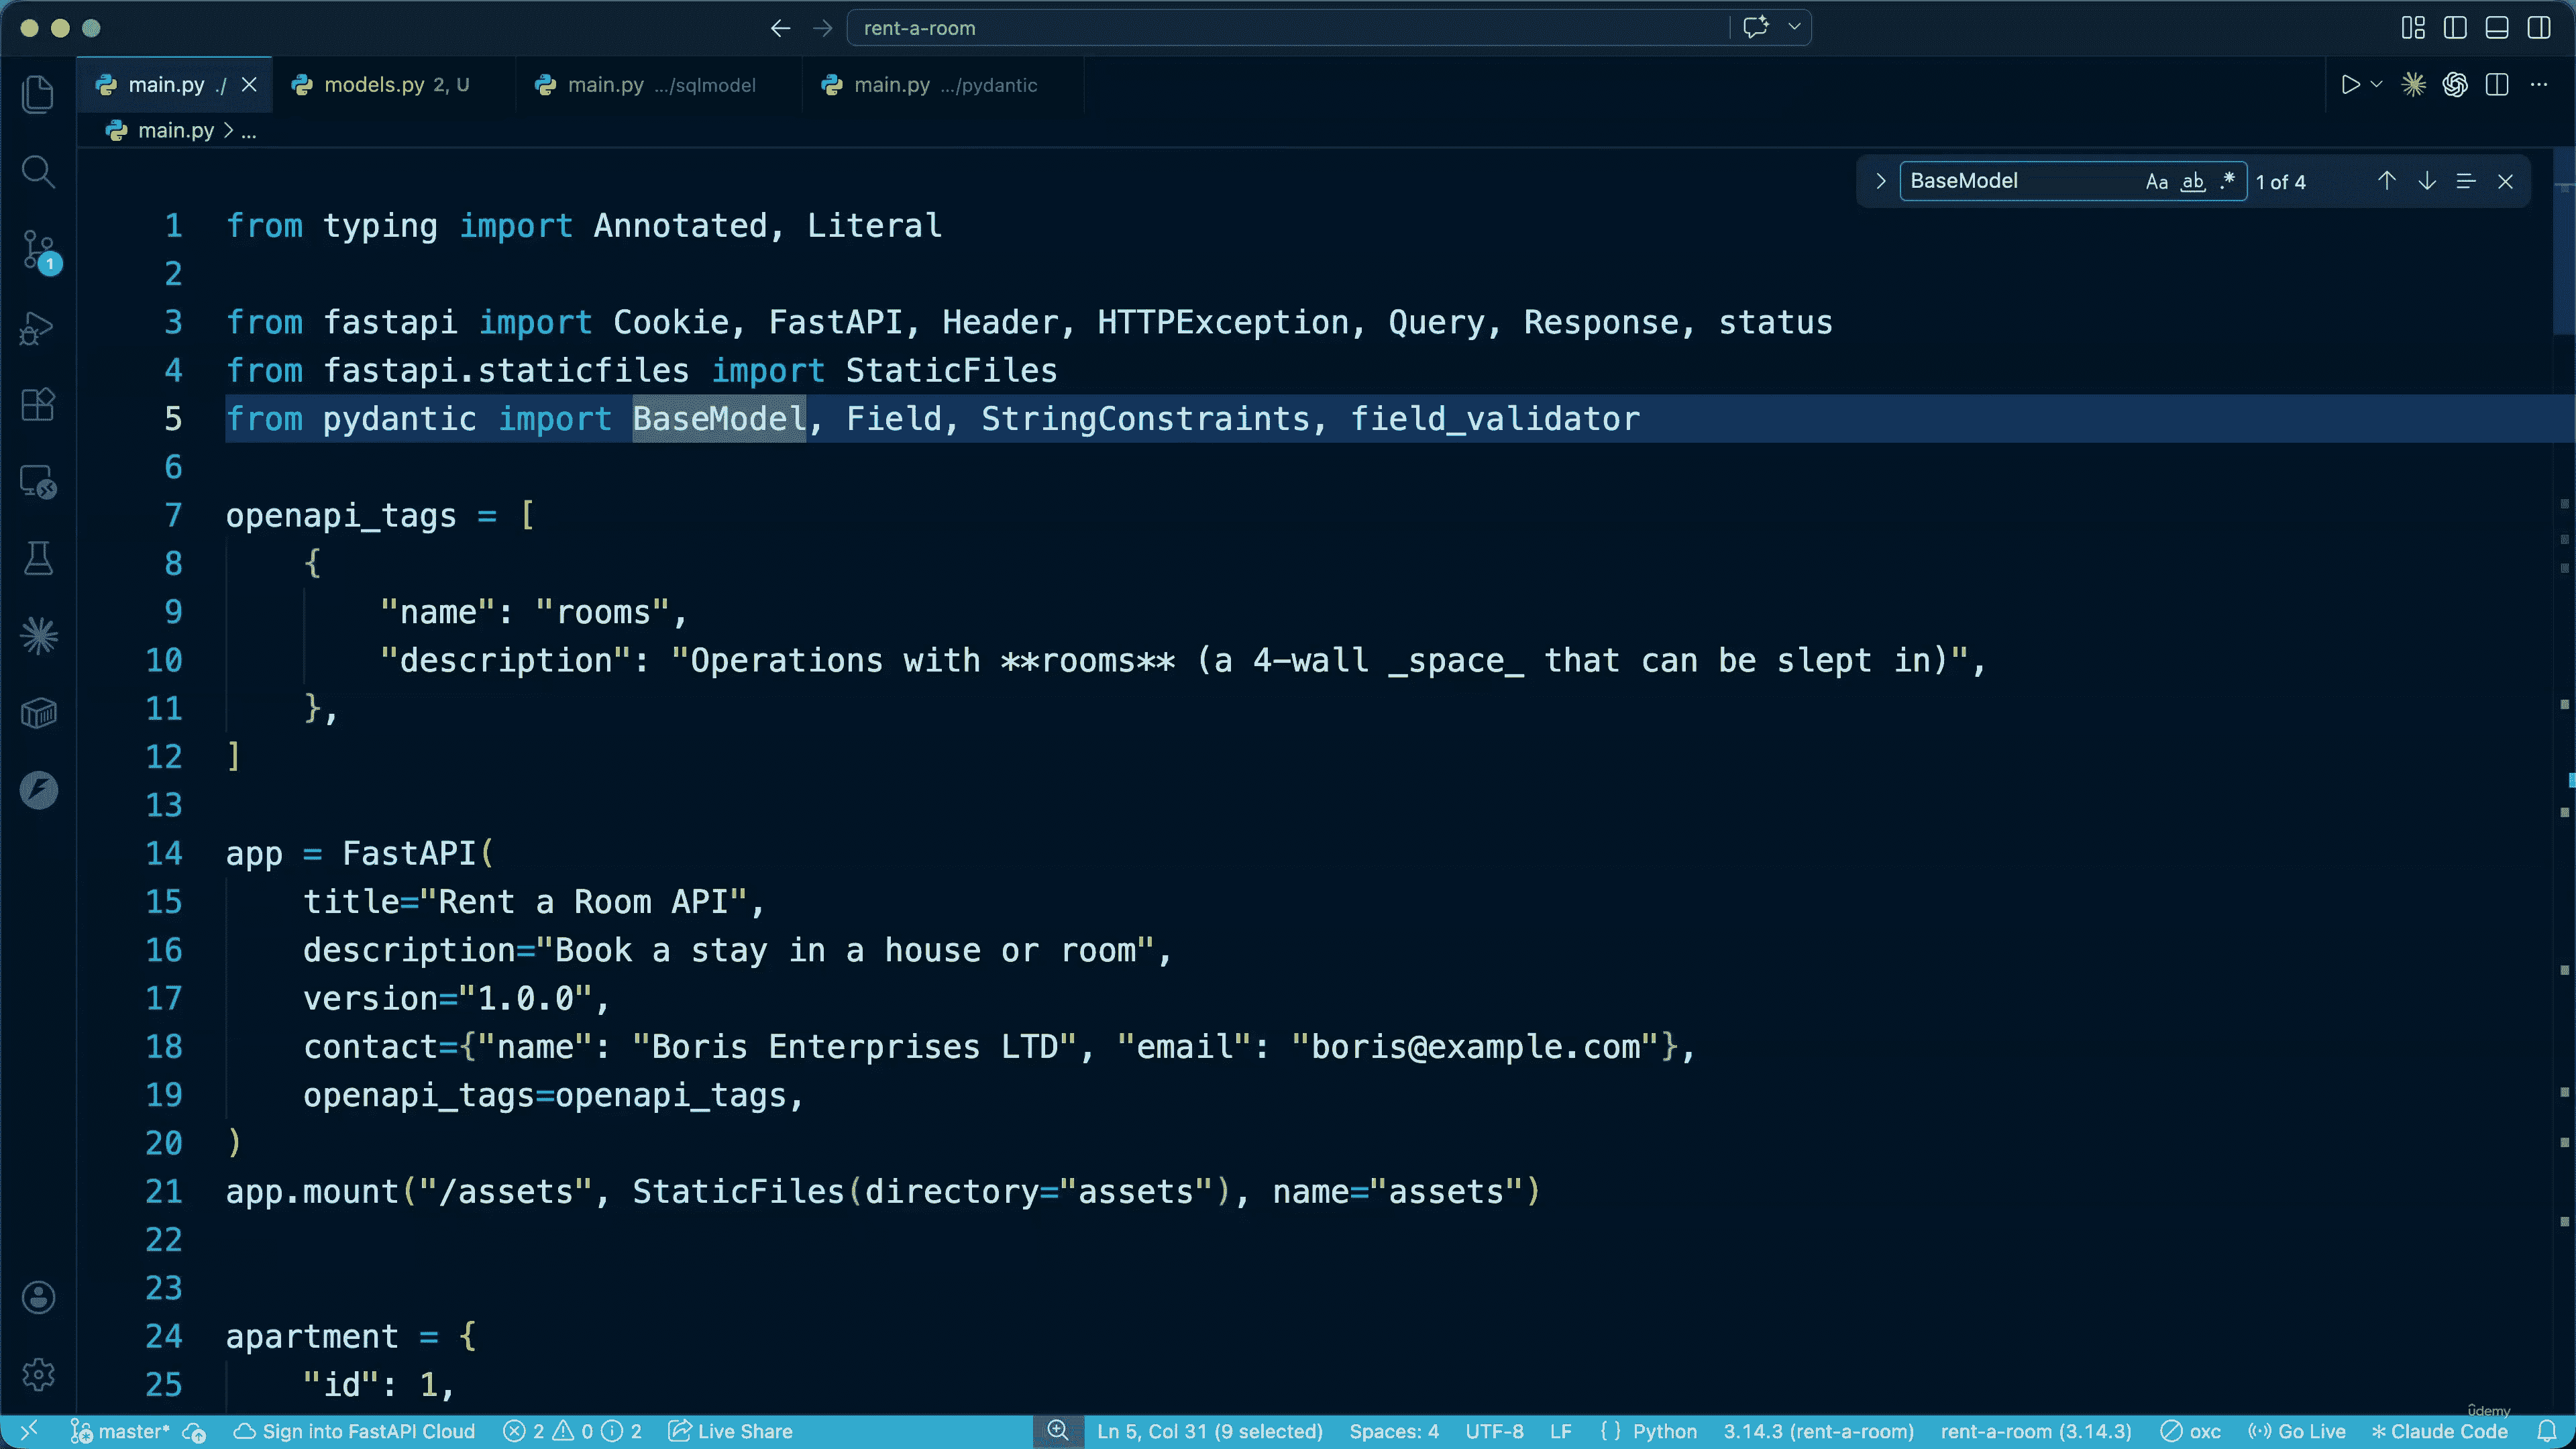 rent-a-room
main.py ./
models.py 2, U
main.py .../sqlmodel
main.py .../pydantic
main.py > ...
BaseModel Aa ab .* 1 of 4
1 from typing import Annotated, Literal
2
3 from fastapi import Cookie, FastAPI, Header, HTTPException, Query, Response, status
4 from fastapi.staticfiles import StaticFiles
5 from pydantic import BaseModel, Field, StringConstraints, field_validator
6
7 openapi_tags = [
8 {
9 "name": "rooms",
10 "description": "Operations with **rooms** (a 4-wall _space_ that can be slept in)",
11 },
12 ]
13
14 app = FastAPI(
15 title="Rent a Room API",
16 description="Book a stay in a house or room",
17 version="1.0.0",
18 contact={"name": "Boris Enterprises LTD", "email": "boris@example.com"},
19 openapi_tags=openapi_tags,
20 )
21 app.mount("/assets", StaticFiles(directory="assets"), name="assets")
22
23
24 apartment = {
25 "id": 1,
1
ûdemy
master* Sign into FastAPI Cloud 2 0 2 Live Share Ln 5, Col 31 (9 selected) Spaces: 4 UTF-8 LF { } Python 3.14.3 (rent-a-room) rent-a-room (3.14.3) oxc Go Live Claude Code